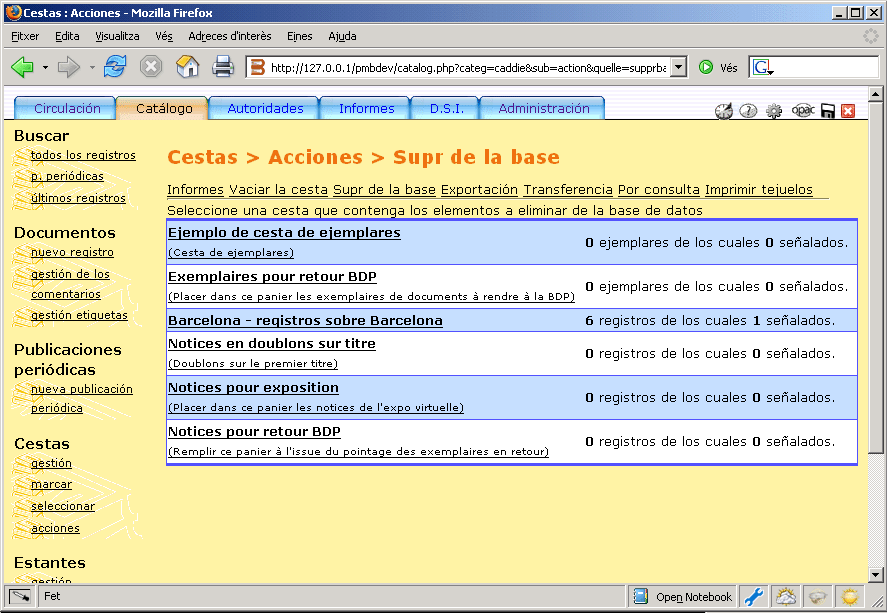 Cestas : Acciones - Mozilla Firefox
Fitxer Edita Visualitza Vés Adreces d'interès Eines Ajuda
http://127.0.0.1/pmbdev/catalog.php?categ=caddie&sub=action&quelle=supprba
Vés
G
Circulación Catálogo Autoridades Informes D.S.I. Administración
opac
Buscar
todos los registros
p. periódicas
últimos registros
Documentos
nuevo registro
gestión de los
comentarios
gestión etiquetas
Publicaciones
periódicas
nueva publicación
periódica
Cestas
gestión
marcar
seleccionar
acciones
Estantes
gestión
Cestas > Acciones > Supr de la base
Informes Vaciar la cesta Supr de la base Exportación Transferencia Por consulta Imprimir tejuelos
Seleccione una cesta que contenga los elementos a eliminar de la base de datos
Ejemplo de cesta de ejemplares
(Cesta de ejemplares)
0 ejemplares de los cuales 0 señalados.
Exemplaires pour retour BDP
(Placer dans ce panier les exemplaires de documents à rendre à la BDP)
0 ejemplares de los cuales 0 señalados.
Barcelona - registros sobre Barcelona
6 registros de los cuales 1 señalados.
Notices en doublons sur titre
(Doublons sur le premier titre)
0 registros de los cuales 0 señalados.
Notices pour exposition
(Placer dans ce panier les notices de l'expo virtuelle)
0 registros de los cuales 0 señalados.
Notices pour retour BDP
(Remplir ce panier à l'issue du pointage des exemplaires en retour)
0 registros de los cuales 0 señalados.
Fet
Open Notebook